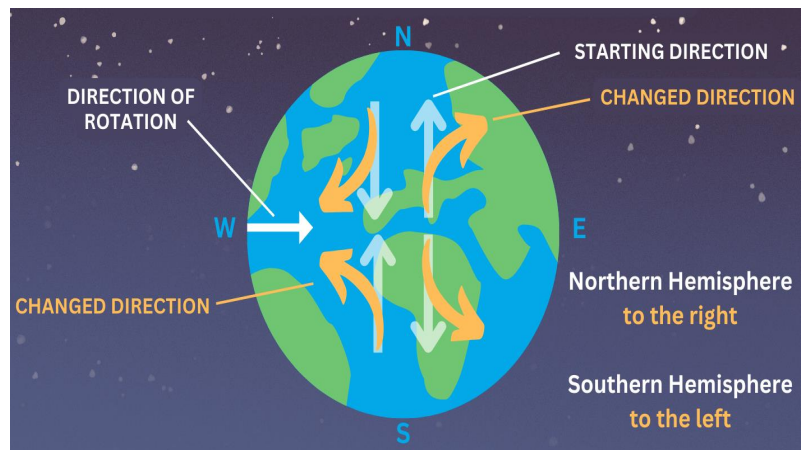 N
STARTING DIRECTION
CHANGED DIRECTION
DIRECTION OF
ROTATION
W
E
CHANGED DIRECTION
Northern Hemisphere
to the right
Southern Hemisphere
to the left
S